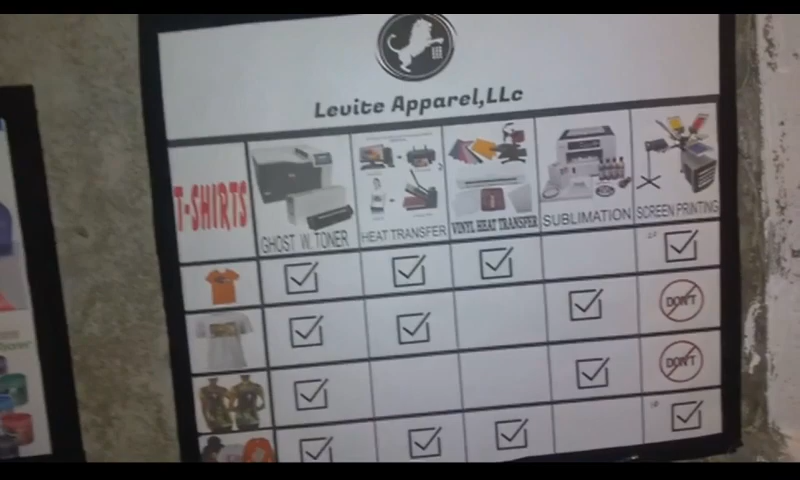 Levite Apparel,LLc
T-SHIRTS
GHOST W. TONER
HEAT TRANSFER
VINYL HEAT TRANSFER
SUBLIMATION
SCREEN PRINTING
DON'T
DON'T